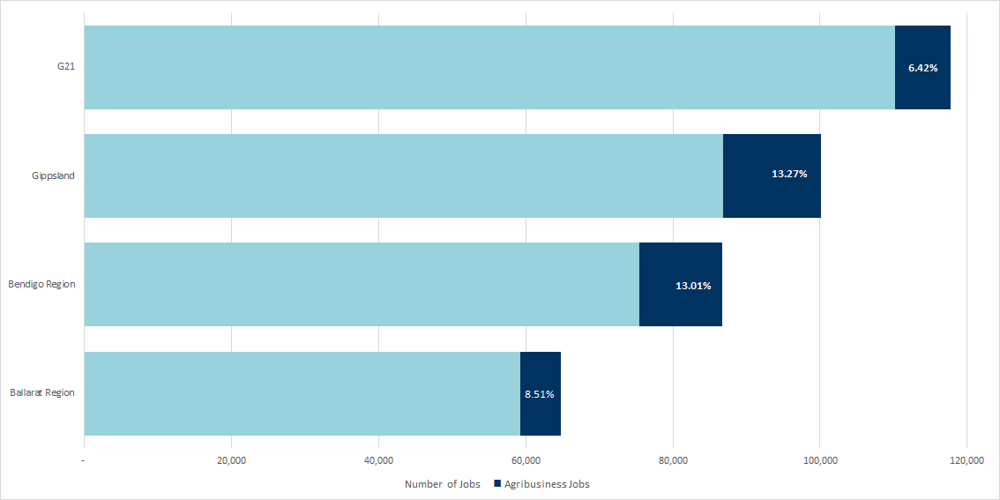 G21
6.42%
Gippsland
13.27%
Bendigo Region
13.01%
Ballarat Region
8.51%
- 20,000 40,000 60,000 80,000 100,000 120,000
Number of Jobs Agribusiness Jobs